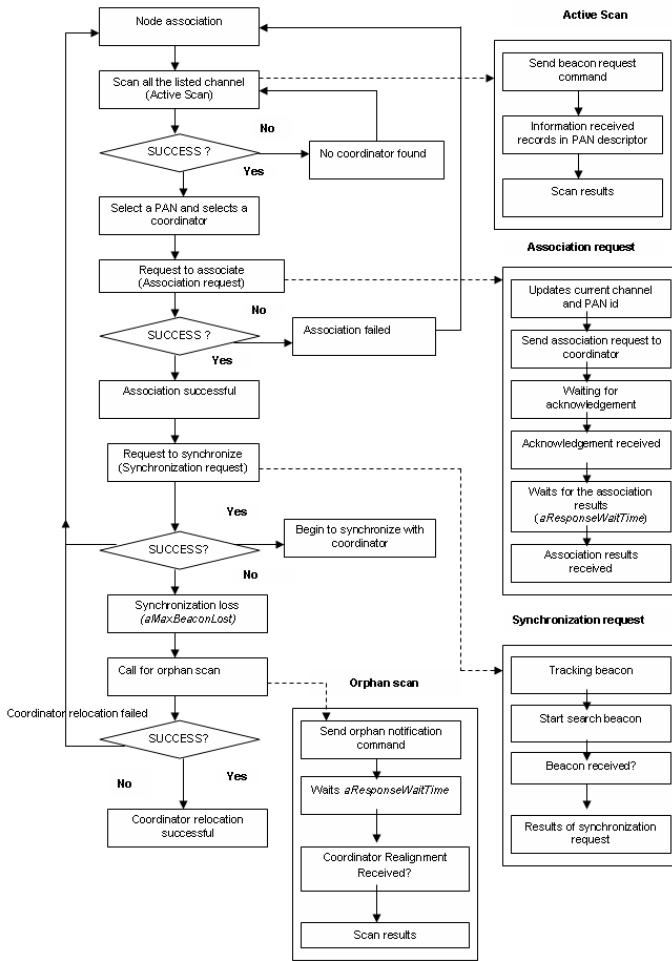 Node association
Scan all the listed channel
(Active Scan)
No
SUCCESS ?
No coordinator found
Yes
Select a PAN and selects a
coordinator
Request to associate
(Association request)
No
SUCCESS ?
Association failed
Yes
Association successful
Request to synchronize
(Synchronization request)
Yes
Begin to synchronize with
coordinator
SUCCESS?
No
Synchronization loss
(aMaxBeaconLost)
Call for orphan scan
Coordinator relocation failed
SUCCESS?
No
Yes
Coordinator relocation
successful
Active Scan
Send beacon request
command
Information received
records in PAN descriptor
Scan results
Association request
Updates current channel
and PAN id
Send association request to
coordinator
Waiting for
acknowledgement
Acknowledgement received
Waits for the association
results
(aResponseWaitTime)
Association results
received
Synchronization request
Tracking beacon
Start search beacon
Beacon received?
Results of synchronization
request
Orphan scan
Send orphan notification
command
Waits aResponseWaitTime
Coordinator Realignment
Received?
Scan results